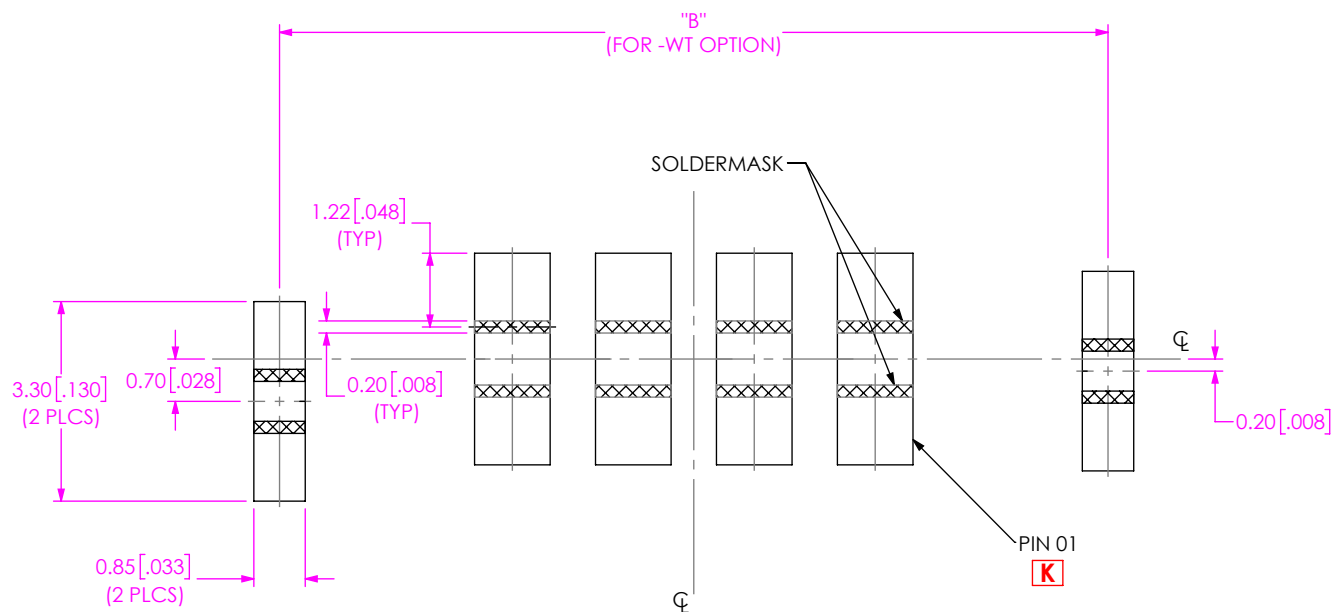 "B"
(FOR -WT OPTION)
SOLDERMASK
1.22[.048]
(TYP)
℄
0.70[.028]
3.30[.130]
(2 PLCS)
0.20[.008]
(TYP)
0.20[.008]
PIN 01
K
0.85[.033]
(2 PLCS)
℄